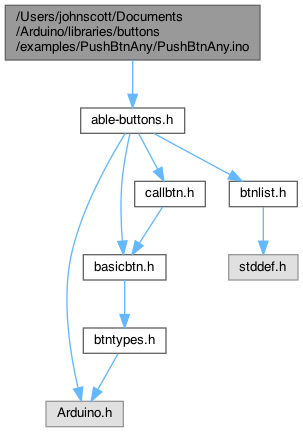 /Users/johnscott/Documents
/Arduino/libraries/buttons
/examples/PushBtnAny/PushBtnAny.ino
able-buttons.h
callbtn.h
btnlist.h
basicbtn.h
stddef.h
btntypes.h
Arduino.h